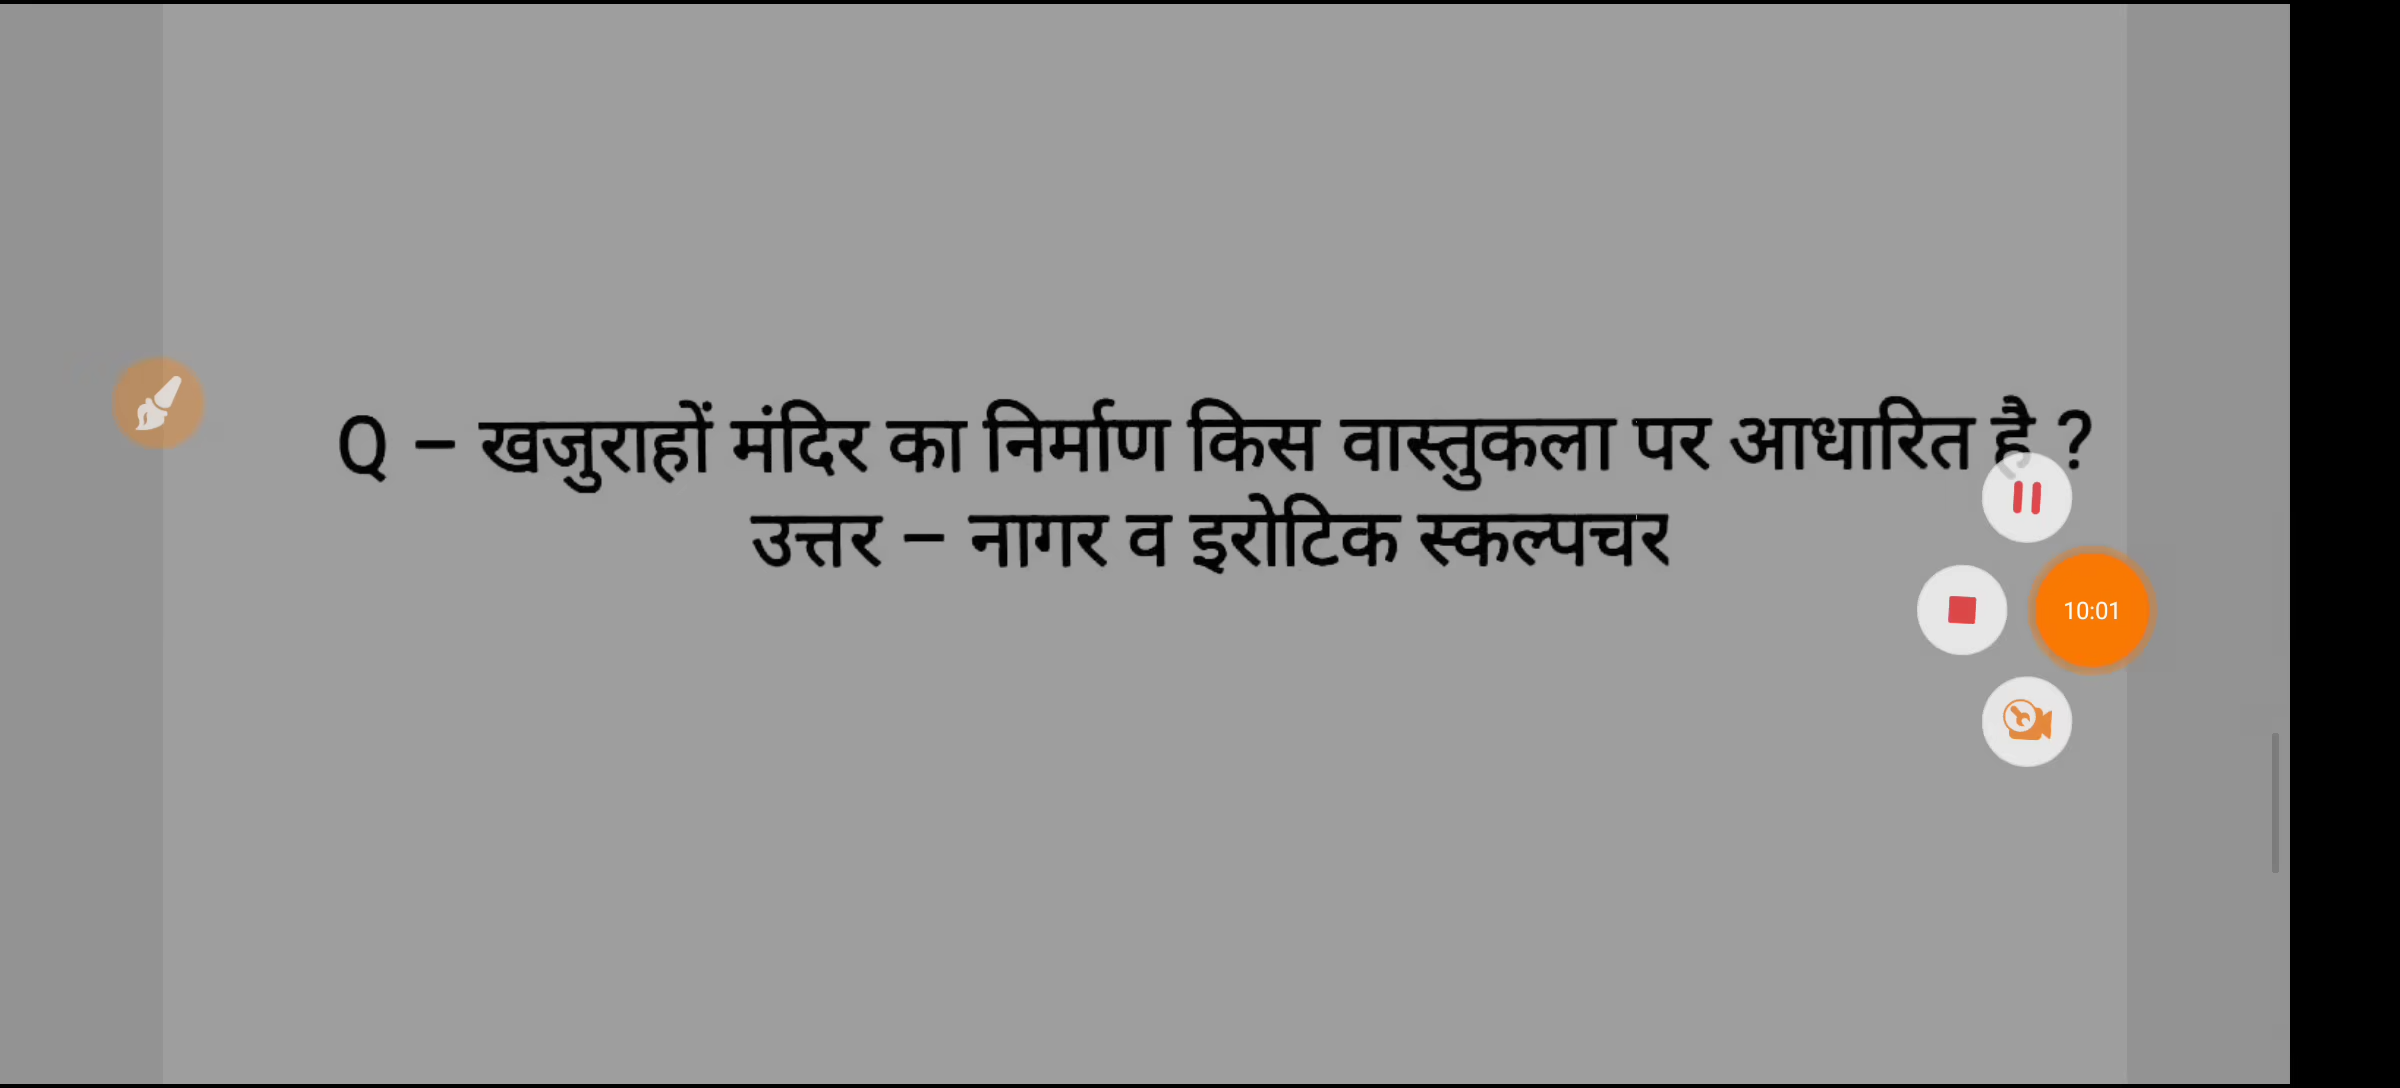 Q – खजुराहों मंदिर का निर्माण किस वास्तुकला पर आधारित है ?
उत्तर – नागर व इरोटिक स्कल्पचर
10:01